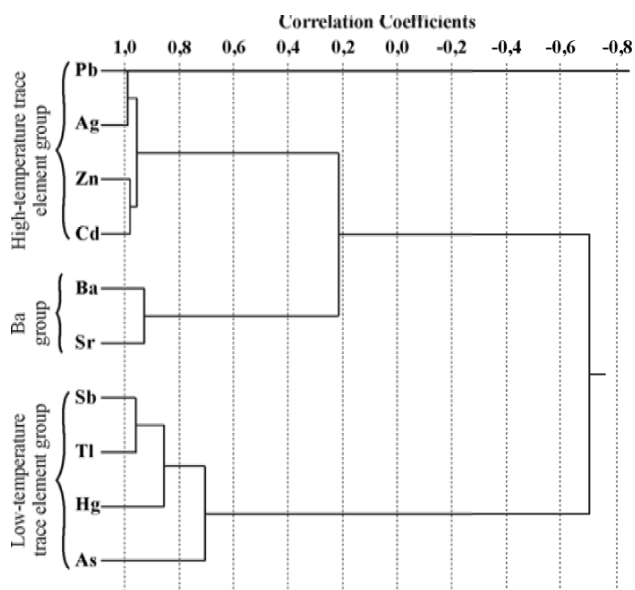 Correlation Coefficients
1,0 0,8 0,6 0,4 0,2 0,0 -0,2 -0,4 -0,6 -0,8
High-temperature trace
element group
Pb
Ag
Zn
Cd
Ba
group
Ba
Sr
Low-temperature
trace element group
Sb
Tl
Hg
As